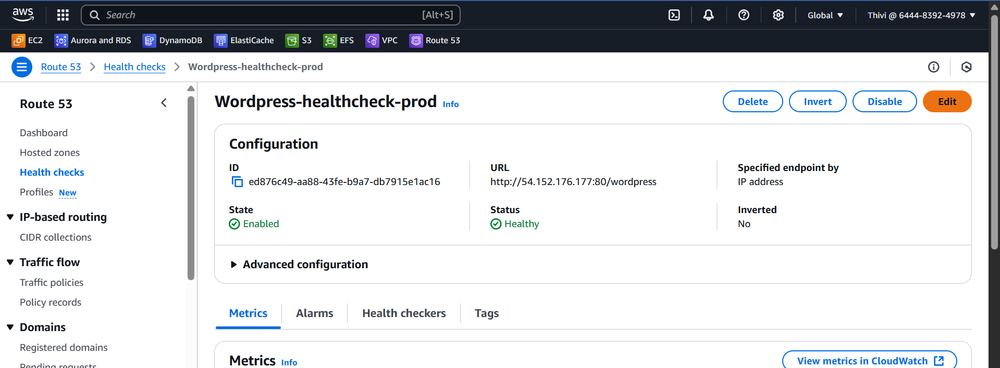 aws
Search [Alt+S]
Global
Thivi @ 6444-8392-4978
EC2
Aurora and RDS
DynamoDB
ElastiCache
S3
EFS
VPC
Route 53
Route 53
Health checks
Wordpress-healthcheck-prod
Route 53
Dashboard
Hosted zones
Health checks
Profiles New
IP-based routing
CIDR collections
Traffic flow
Traffic policies
Policy records
Domains
Registered domains
Pending requests
Wordpress-healthcheck-prod Info
Delete
Invert
Disable
Edit
Configuration
ID
ed876c49-aa88-43fe-b9a7-db7915e1ac16
URL
http://54.152.176.177:80/wordpress
Specified endpoint by
IP address
State
Enabled
Status
Healthy
Inverted
No
Advanced configuration
Metrics
Alarms
Health checkers
Tags
Metrics Info
View metrics in CloudWatch